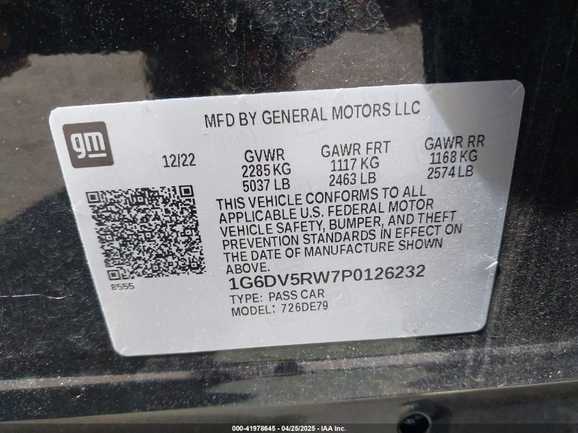 MFD BY GENERAL MOTORS LLC
gm
12/22 GVWR GAWR FRT GAWR RR
2285 KG 1117 KG 1168 KG
5037 LB 2463 LB 2574 LB
THIS VEHICLE CONFORMS TO ALL
APPLICABLE U.S. FEDERAL MOTOR
VEHICLE SAFETY, BUMPER, AND THEFT
PREVENTION STANDARDS IN EFFECT ON
THE DATE OF MANUFACTURE SHOWN
ABOVE.
8555
1G6DV5RW7P0126232
TYPE: PASS CAR
MODEL: 726DE79
000-41978645 - 04/25/2025 - IAA Inc.